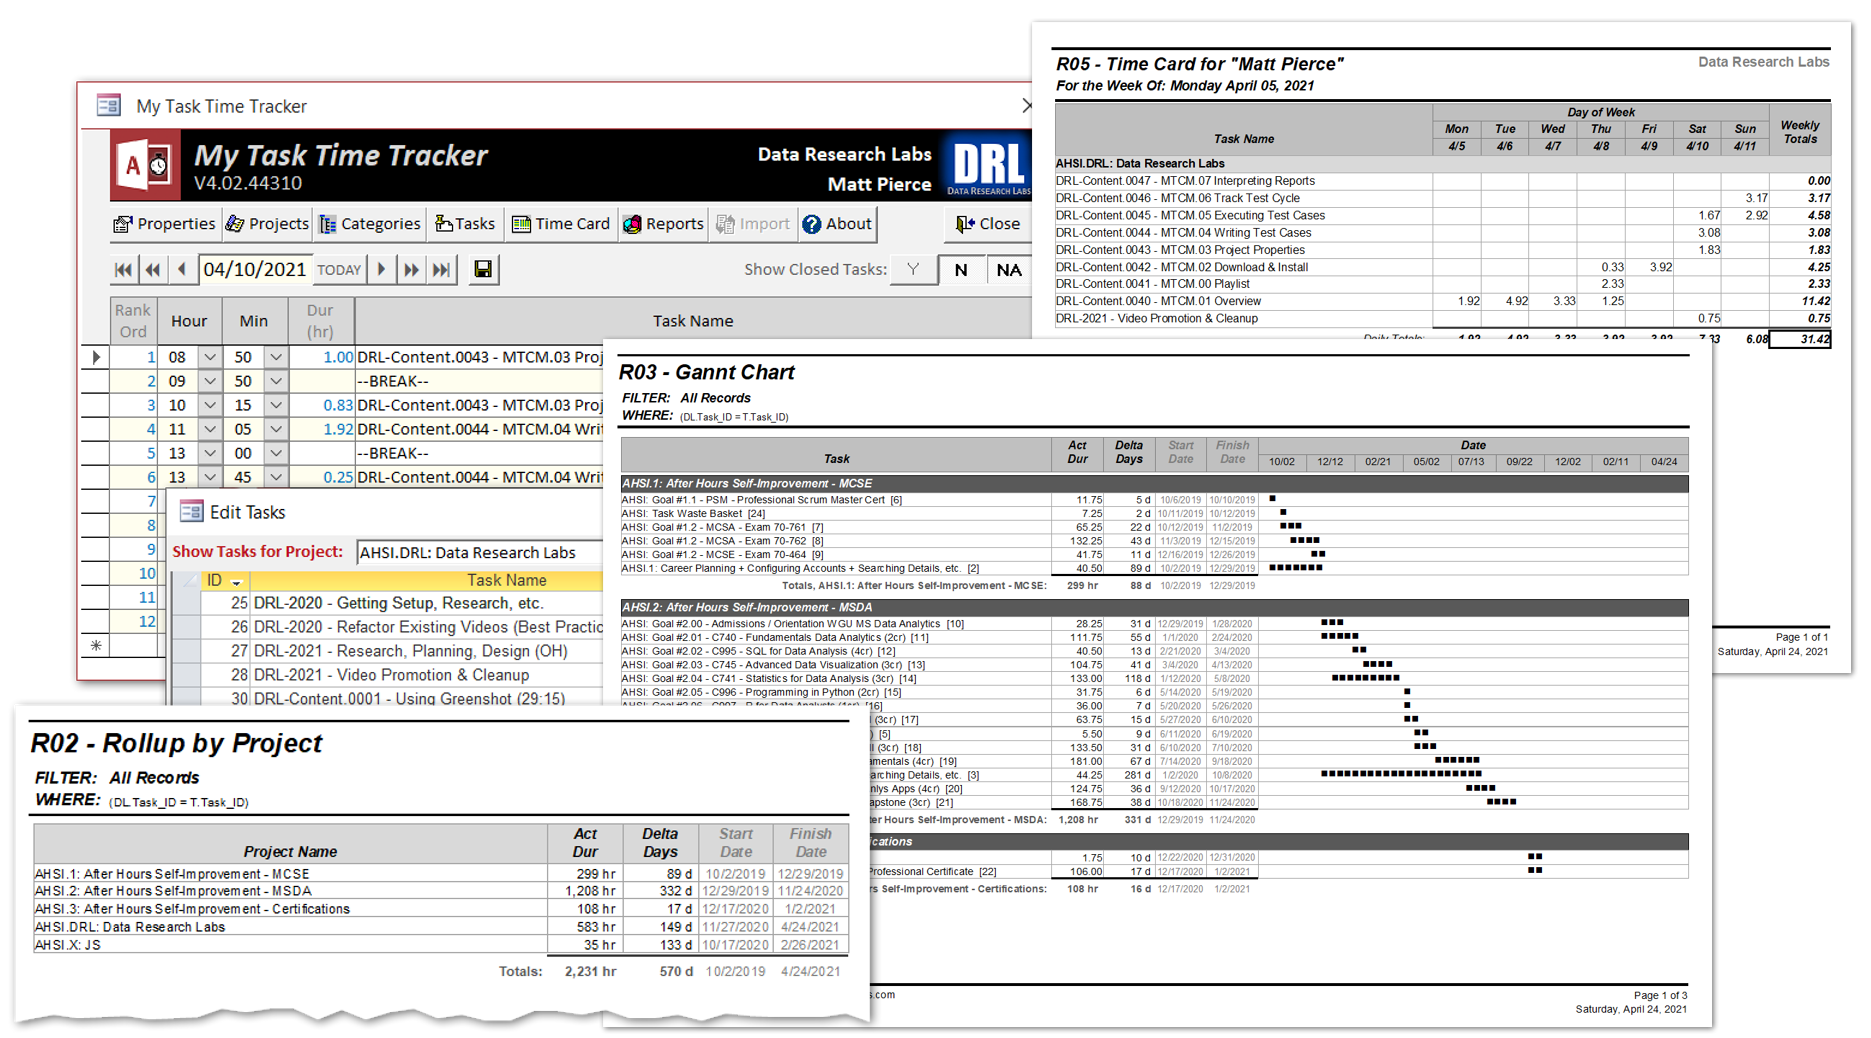 My Task Time Tracker
My Task Time Tracker
V4.02.44310
Data Research Labs
Matt Pierce
DRL
DATA RESEARCH LABS
Properties Projects Categories Tasks Time Card Reports Import About Close
04/10/2021 TODAY Show Closed Tasks: Y N NA
Rank Ord Hour Min Dur (hr) Task Name
1 08 50 1.00 DRL-Content.0043 - MTCM.03 Proj
2 09 50 --BREAK--
3 10 15 0.83 DRL-Content.0043 - MTCM.03 Proj
4 11 05 1.92 DRL-Content.0044 - MTCM.04 Writ
5 13 00 --BREAK--
6 13 45 0.25 DRL-Content.0044 - MTCM.04 Writ
7
8
9
10
11
12
Edit Tasks
Show Tasks for Project: AHSI.DRL: Data Research Labs
ID Task Name
25 DRL-2020 - Getting Setup, Research, etc.
26 DRL-2020 - Refactor Existing Videos (Best Practic
27 DRL-2021 - Research, Planning, Design (OH)
28 DRL-2021 - Video Promotion & Cleanup
30 DRL-Content.0001 - Using Greenshot (29:15)
R05 - Time Card for "Matt Pierce"
Data Research Labs
For the Week Of: Monday April 05, 2021
Task Name Day of Week Weekly Totals
Mon Tue Wed Thu Fri Sat Sun
4/5 4/6 4/7 4/8 4/9 4/10 4/11
AHSI.DRL: Data Research Labs
DRL-Content.0047 - MTCM.07 Interpreting Reports 0.00
DRL-Content.0046 - MTCM.06 Track Test Cycle 3.17 3.17
DRL-Content.0045 - MTCM.05 Executing Test Cases 1.67 2.92 4.58
DRL-Content.0044 - MTCM.04 Writing Test Cases 3.08 3.08
DRL-Content.0043 - MTCM.03 Project Properties 1.83 1.83
DRL-Content.0042 - MTCM.02 Download & Install 0.33 3.92 4.25
DRL-Content.0041 - MTCM.00 Playlist 2.33 2.33
DRL-Content.0040 - MTCM.01 Overview 1.92 4.92 3.33 1.25 11.42
DRL-2021 - Video Promotion & Cleanup 0.75 0.75
Daily Totals: 1.92 4.92 3.33 3.92 3.92 7.33 6.08 31.42
Page 1 of 1
Saturday, April 24, 2021
R03 - Gannt Chart
FILTER: All Records
WHERE: (DL.Task_ID = T.Task_ID)
Task Act Dur Delta Days Start Date Finish Date Date
10/02 12/12 02/21 05/02 07/13 09/22 12/02 02/11 04/24
AHSI.1: After Hours Self-Improvement - MCSE
AHSI: Goal #1.1 - PSM - Professional Scrum Master Cert [6] 11.75 5 d 10/6/2019 10/10/2019
AHSI: Task Waste Basket [24] 7.25 2 d 10/11/2019 10/12/2019
AHSI: Goal #1.2 - MCSA - Exam 70-761 [7] 65.25 22 d 10/12/2019 11/2/2019
AHSI: Goal #1.2 - MCSA - Exam 70-762 [8] 132.25 43 d 11/3/2019 12/15/2019
AHSI: Goal #1.2 - MCSE - Exam 70-464 [9] 41.75 11 d 12/16/2019 12/26/2019
AHSI.1: Career Planning + Configuring Accounts + Searching Details, etc. [2] 40.50 89 d 10/2/2019 12/29/2019
Totals, AHSI.1: After Hours Self-Improvement - MCSE: 299 hr 88 d 10/2/2019 12/29/2019
AHSI.2: After Hours Self-Improvement - MSDA
AHSI: Goal #2.00 - Admissions / Orientation WGU MS Data Analytics [10] 28.25 31 d 12/29/2019 1/28/2020
AHSI: Goal #2.01 - C740 - Fundamentals Data Analytics (2cr) [11] 111.75 55 d 1/1/2020 2/24/2020
AHSI: Goal #2.02 - C995 - SQL for Data Analysis (4cr) [12] 40.50 13 d 2/21/2020 3/4/2020
AHSI: Goal #2.03 - C745 - Advanced Data Visualization (3cr) [13] 104.75 41 d 3/4/2020 4/13/2020
AHSI: Goal #2.04 - C741 - Statistics for Data Analysis (3cr) [14] 133.00 118 d 1/12/2020 5/8/2020
AHSI: Goal #2.05 - C996 - Programming in Python (2cr) [15] 31.75 6 d 5/14/2020 5/19/2020
AHSI: Goal #2.06 - C997 - R for Data Analysts (1cr) [16] 36.00 7 d 5/20/2020 5/26/2020
(3cr) [17] 63.75 15 d 5/27/2020 6/10/2020
) [5] 5.50 9 d 6/11/2020 6/19/2020
ll (3cr) [18] 133.50 31 d 6/10/2020 7/10/2020
amentals (4cr) [19] 181.00 67 d 7/14/2020 9/18/2020
arching Details, etc. [3] 44.25 281 d 1/2/2020 10/8/2020
nlys Apps (4cr) [20] 124.75 36 d 9/12/2020 10/17/2020
apstone (3cr) [21] 168.75 38 d 10/18/2020 11/24/2020
ter Hours Self-Improvement - MSDA: 1,208 hr 331 d 12/29/2019 11/24/2020
ications
1.75 10 d 12/22/2020 12/31/2020
Professional Certificate [22] 106.00 17 d 12/17/2020 1/2/2021
rs Self-Improvement - Certifications: 108 hr 16 d 12/17/2020 1/2/2021
s.com
Page 1 of 3
Saturday, April 24, 2021
R02 - Rollup by Project
FILTER: All Records
WHERE: (DL.Task_ID = T.Task_ID)
Project Name Act Dur Delta Days Start Date Finish Date
AHSI.1: After Hours Self-Improvement - MCSE 299 hr 89 d 10/2/2019 12/29/2019
AHSI.2: After Hours Self-Improvement - MSDA 1,208 hr 332 d 12/29/2019 11/24/2020
AHSI.3: After Hours Self-Improvement - Certifications 108 hr 17 d 12/17/2020 1/2/2021
AHSI.DRL: Data Research Labs 583 hr 149 d 11/27/2020 4/24/2021
AHSI.X: JS 35 hr 133 d 10/17/2020 2/26/2021
Totals: 2,231 hr 570 d 10/2/2019 4/24/2021